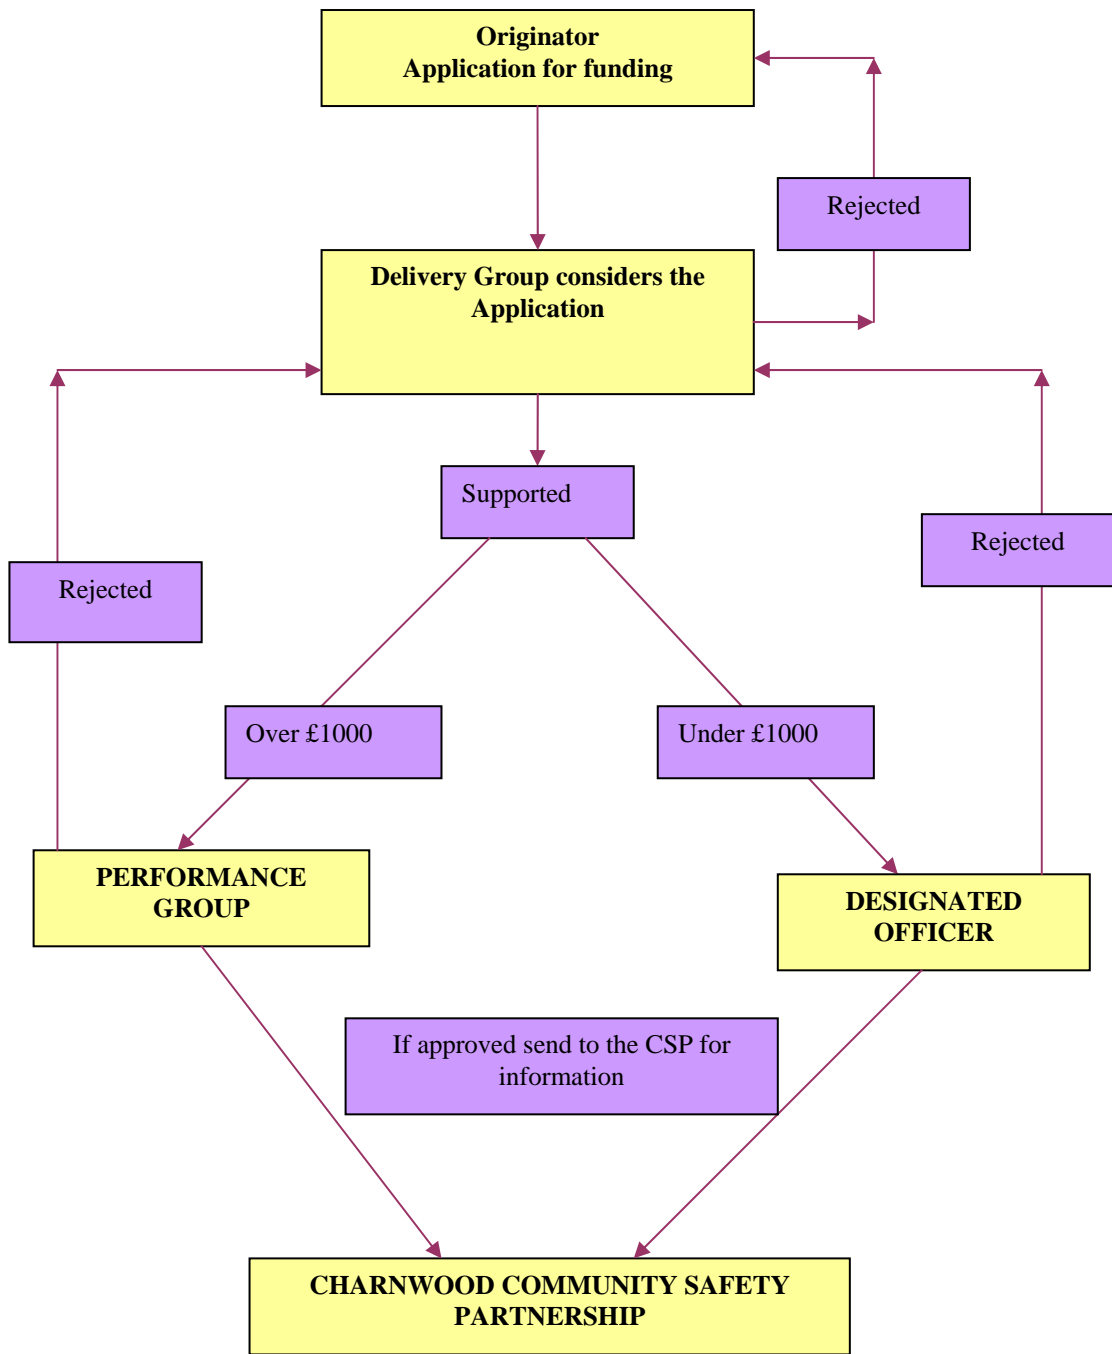 Originator
Application for funding
Rejected
Delivery Group considers the
Application
Supported
Rejected
Rejected
Over £1000
Under £1000
PERFORMANCE
GROUP
DESIGNATED
OFFICER
If approved send to the CSP for
information
CHARNWOOD COMMUNITY SAFETY
PARTNERSHIP